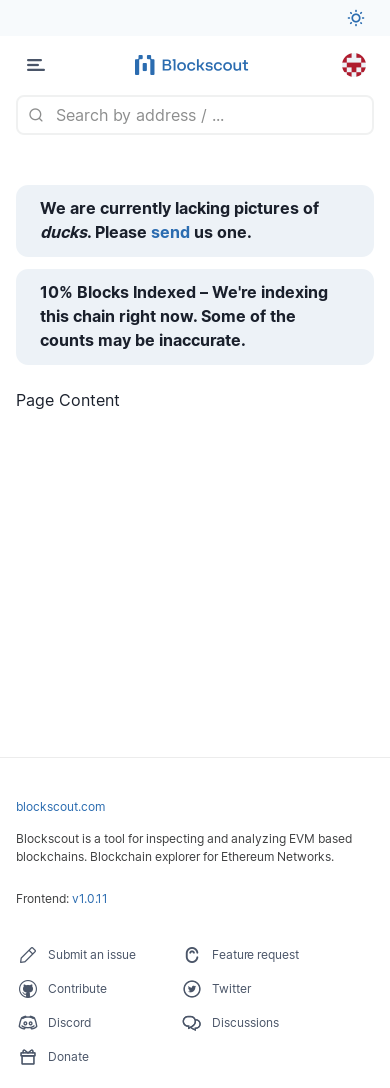 Blockscout
Search by address / ...
We are currently lacking pictures of
ducks. Please send us one.
10% Blocks Indexed – We're indexing
this chain right now. Some of the
counts may be inaccurate.
Page Content
blockscout.com
Blockscout is a tool for inspecting and analyzing EVM based
blockchains. Blockchain explorer for Ethereum Networks.
Frontend: v1.0.11
Submit an issue
Feature request
Contribute
Twitter
Discord
Discussions
Donate